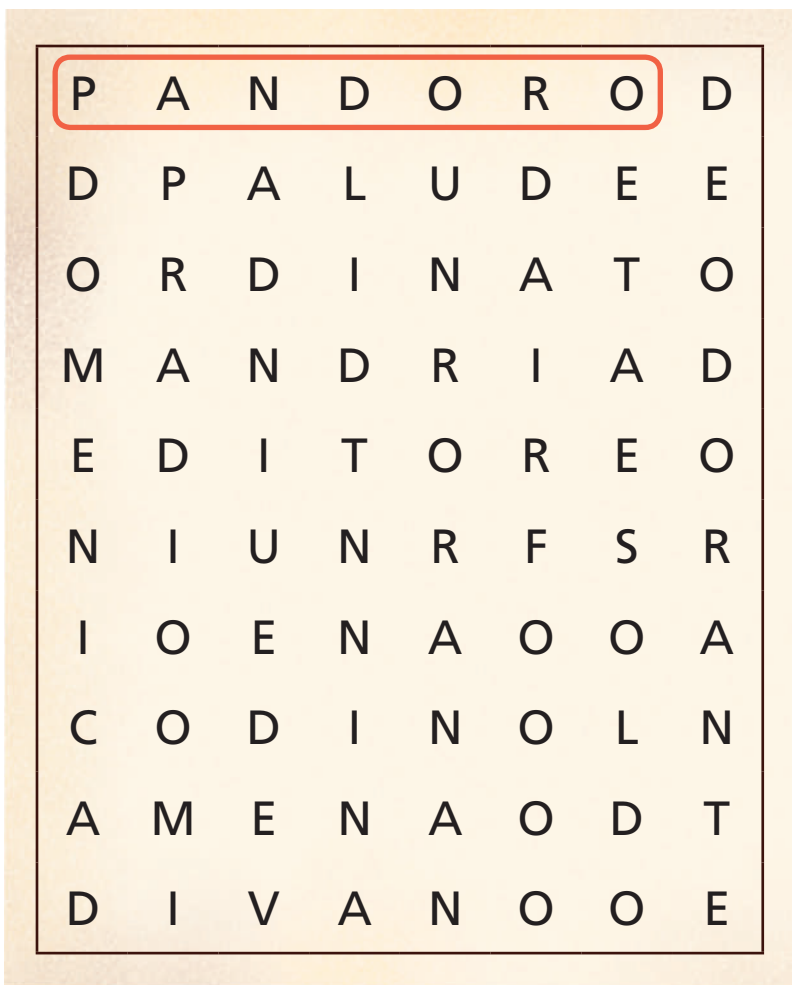 P A N D O R O D
D P A L U D E E
O R D I N A T O
M A N D R I A D
E D I T O R E O
N I U N R F S R
I O E N A O O A
C O D I N O L N
A M E N A O D T
D I V A N O O E